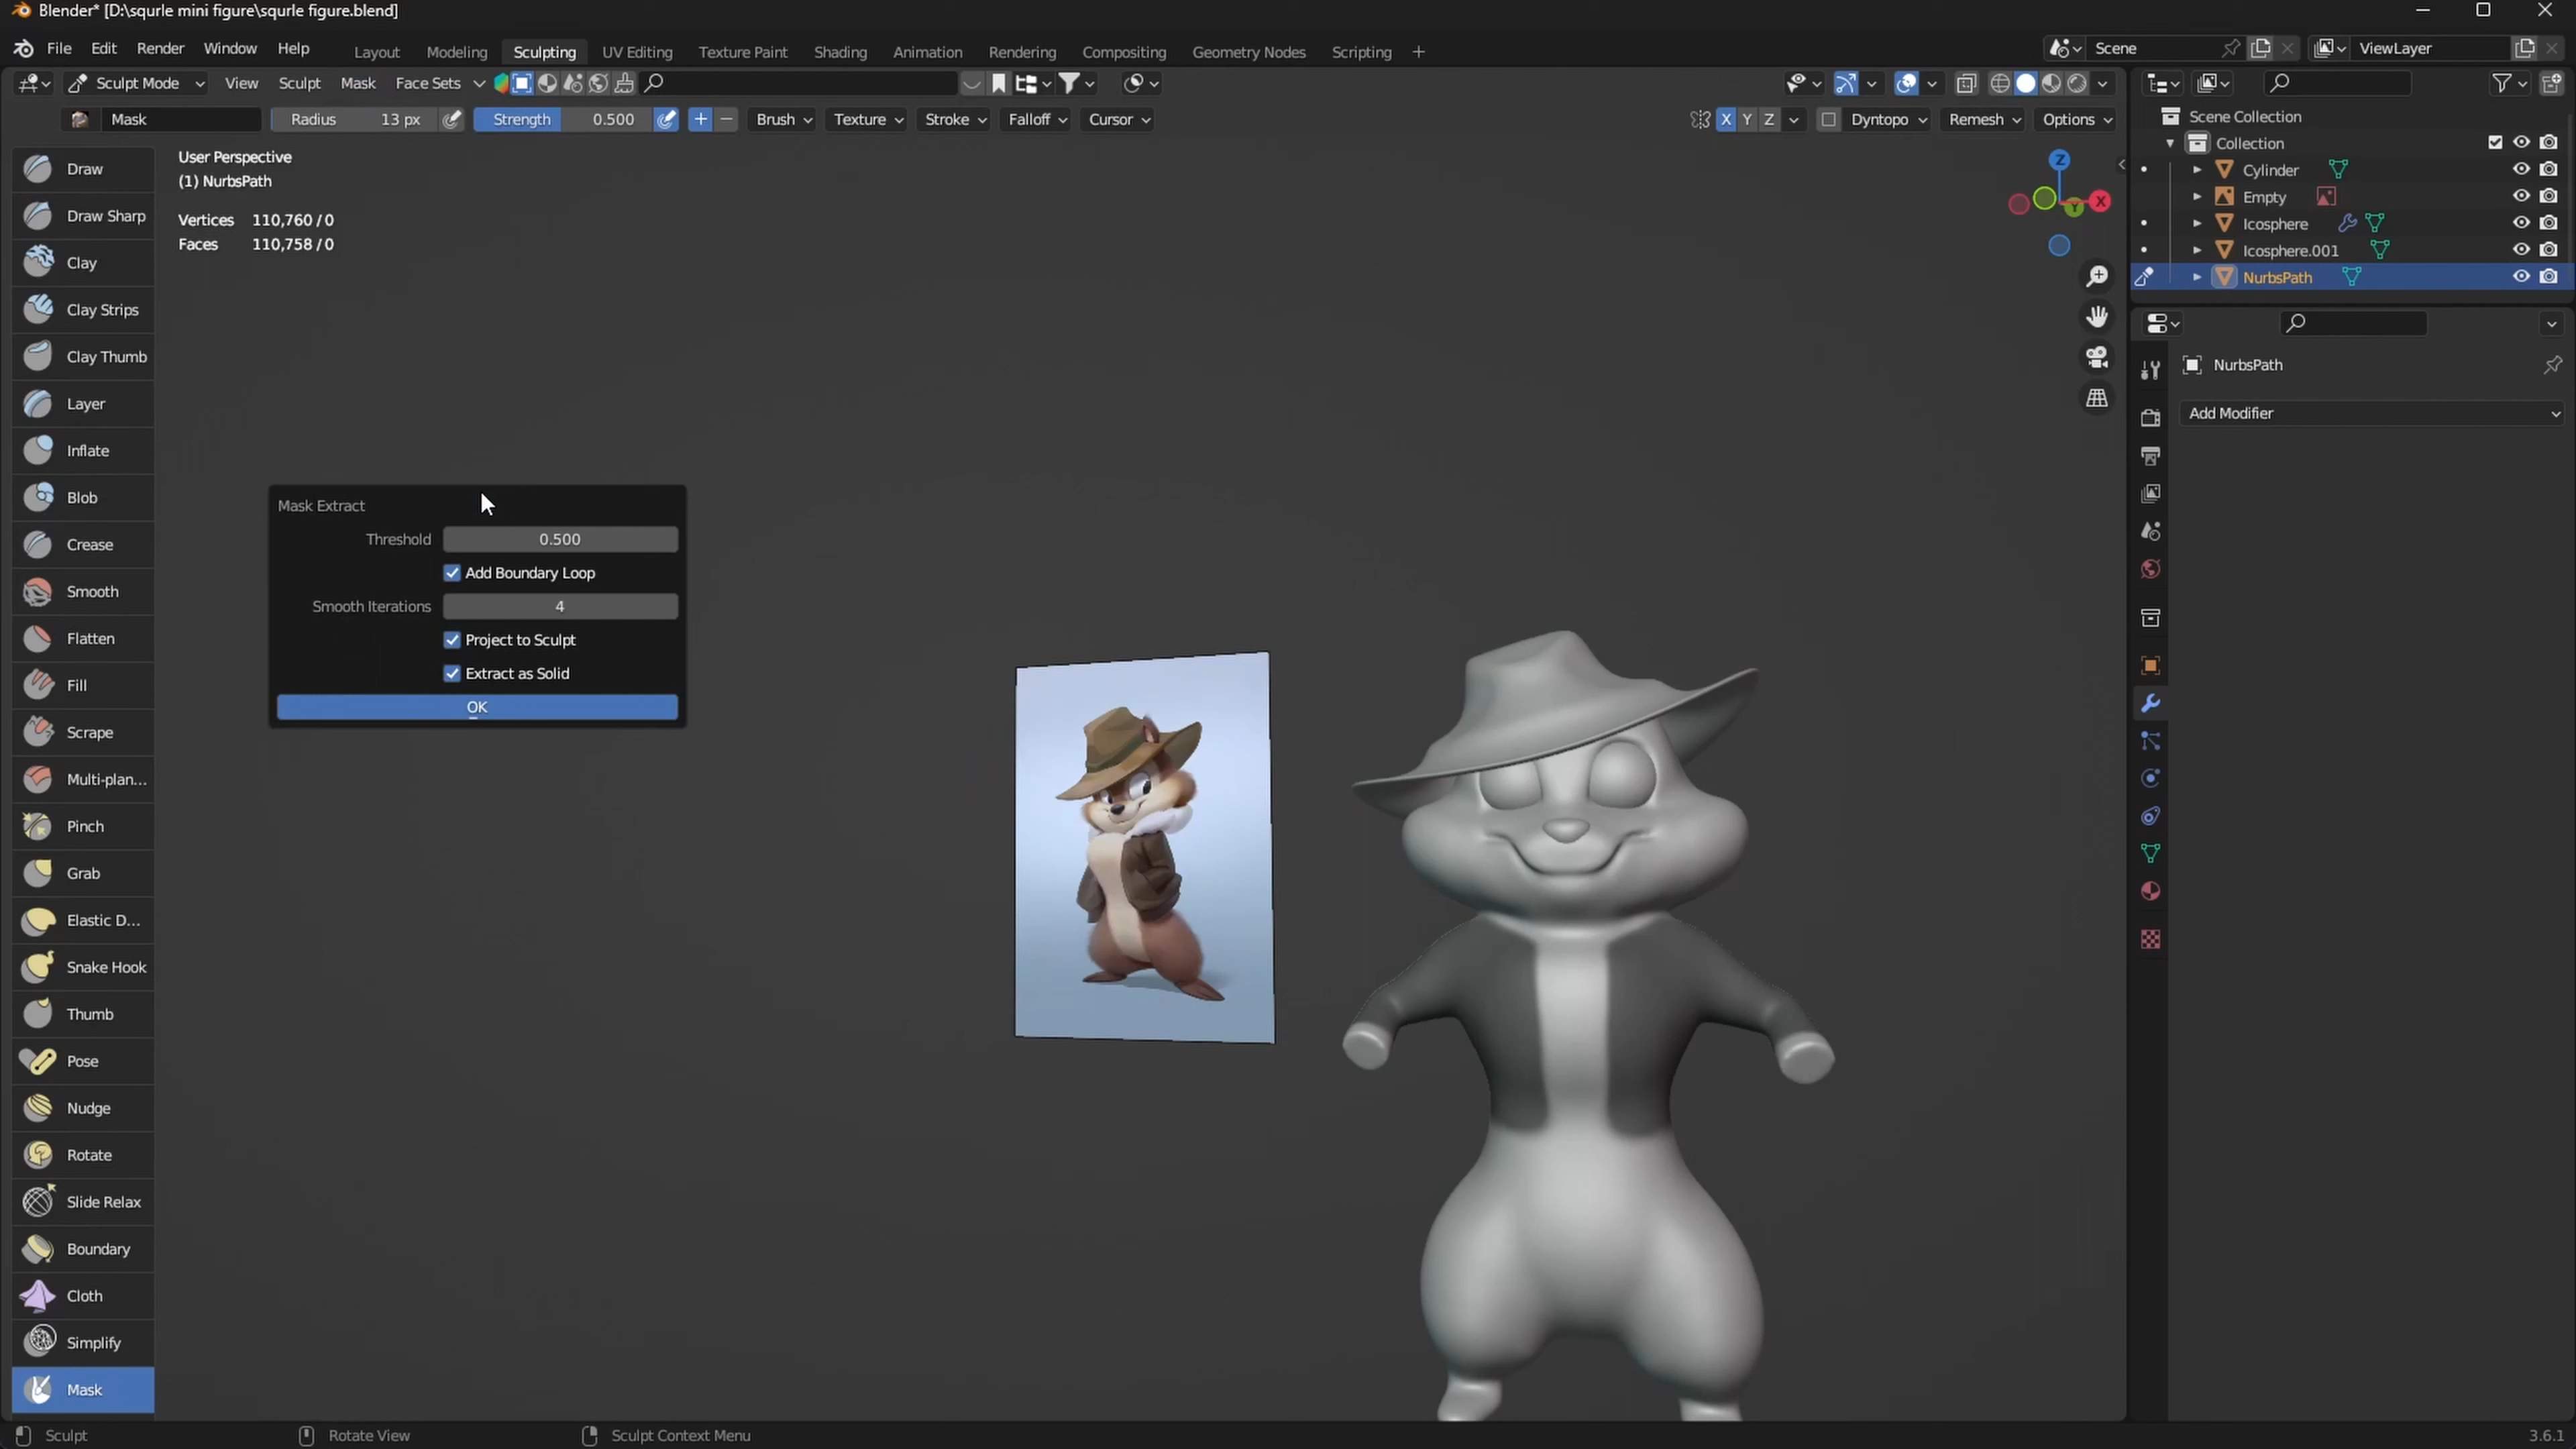 Blender* [D:\squrle mini figure\squrle figure.blend]
File Edit Render Window Help Layout Modeling Sculpting UV Editing Texture Paint Shading Animation Rendering Compositing Geometry Nodes Scripting + Scene ViewLayer
Sculpt Mode View Sculpt Mask Face Sets
Mask Radius 13 px Strength 0.500 + − Brush Texture Stroke Falloff Cursor X Y Z Dyntopo Remesh Options
Draw
Draw Sharp
Clay
Clay Strips
Clay Thumb
Layer
Inflate
Blob
Crease
Smooth
Flatten
Fill
Scrape
Multi-plan...
Pinch
Grab
Elastic D...
Snake Hook
Thumb
Pose
Nudge
Rotate
Slide Relax
Boundary
Cloth
Simplify
Mask
User Perspective
(1) NurbsPath
Vertices 110,760 / 0
Faces 110,758 / 0
Mask Extract
Threshold 0.500
Add Boundary Loop
Smooth Iterations 4
Project to Sculpt
Extract as Solid
OK
Z
X
Y
Scene Collection
Collection
Cylinder
Empty
Icosphere
Icosphere.001
NurbsPath
NurbsPath
Add Modifier
Sculpt Rotate View Sculpt Context Menu 3.6.1